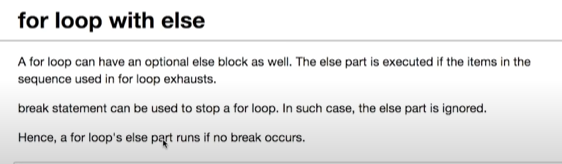 for loop with else
A for loop can have an optional else block as well. The else part is executed if the items in the
sequence used in for loop exhausts.
break statement can be used to stop a for loop. In such case, the else part is ignored.
Hence, a for loop's else part runs if no break occurs.